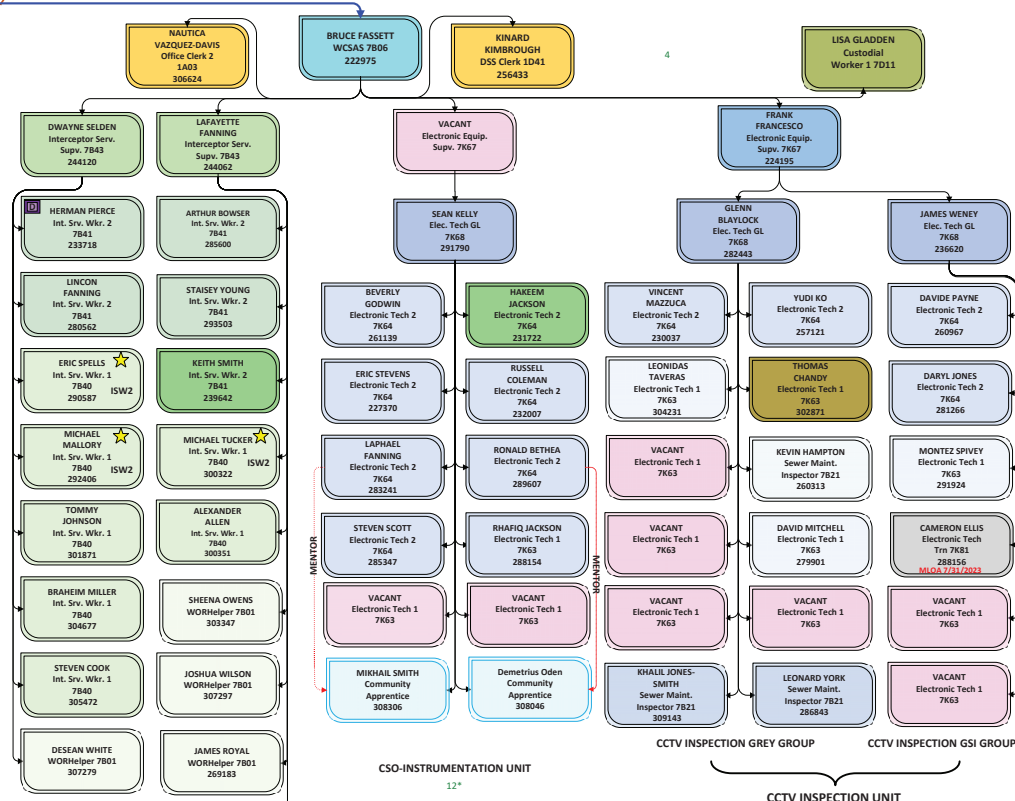 NAUTICA
VAZQUEZ-DAVIS
Office Clerk 2
1A03
306624
BRUCE FASSETT
WCSAS 7B06
222975
KINARD
KIMBROUGH
DSS Clerk 1D41
256433
4
LISA GLADDEN
Custodial
Worker 1 7D11
DWAYNE SELDEN
Interceptor Serv.
Supv. 7B43
244120
LAFAYETTE
FANNING
Interceptor Serv.
Supv. 7B43
244062
VACANT
Electronic Equip.
Supv. 7K67
FRANK
FRANCESCO
Electronic Equip.
Supv. 7K67
224195
D
HERMAN PIERCE
Int. Srv. Wkr. 2
7B41
233718
ARTHUR BOWSER
Int. Srv. Wkr. 2
7B41
285600
SEAN KELLY
Elec. Tech GL
7K68
291790
GLENN
BLAYLOCK
Elec. Tech GL
7K68
282443
JAMES WENEY
Elec. Tech GL
7K68
236620
LINCON
FANNING
Int. Srv. Wkr. 2
7B41
280562
STAISEY YOUNG
Int. Srv. Wkr. 2
7B41
293503
BEVERLY
GODWIN
Electronic Tech 2
7K64
261139
HAKEEM
JACKSON
Electronic Tech 2
7K64
231722
VINCENT
MAZZUCA
Electronic Tech 2
7K64
230037
YUDI KO
Electronic Tech 2
7K64
257121
DAVIDE PAYNE
Electronic Tech 2
7K64
260967
ERIC SPELLS
Int. Srv. Wkr. 1
7B40
290587
ISW2
KEITH SMITH
Int. Srv. Wkr. 2
7B41
239642
ERIC STEVENS
Electronic Tech 2
7K64
227370
RUSSELL
COLEMAN
Electronic Tech 2
7K64
232007
LEONIDAS
TAVERAS
Electronic Tech 1
7K63
304231
THOMAS
CHANDY
Electronic Tech 1
7K63
302871
DARYL JONES
Electronic Tech 2
7K64
281266
MICHAEL
MALLORY
Int. Srv. Wkr. 1
7B40
292406
ISW2
MICHAEL TUCKER
Int. Srv. Wkr. 1
7B40
300322
ISW2
LAPHAEL
FANNING
Electronic Tech 2
7K64
283241
RONALD BETHEA
Electronic Tech 2
7K64
289607
VACANT
Electronic Tech 1
7K63
KEVIN HAMPTON
Sewer Maint.
Inspector 7B21
260313
MONTEZ SPIVEY
Electronic Tech 1
7K63
291924
TOMMY
JOHNSON
Int. Srv. Wkr. 1
7B40
301871
ALEXANDER
ALLEN
Int. Srv. Wkr. 1
7B40
300351
MENTOR
STEVEN SCOTT
Electronic Tech 2
7K64
285347
RHAFIQ JACKSON
Electronic Tech 1
7K63
288154
MENTOR
VACANT
Electronic Tech 1
7K63
DAVID MITCHELL
Electronic Tech 1
7K63
279901
CAMERON ELLIS
Electronic Tech
Trn 7K81
288156
MLOA 7/31/2023
BRAHEIM MILLER
Int. Srv. Wkr. 1
7B40
304677
SHEENA OWENS
WORHelper 7B01
303347
VACANT
Electronic Tech 1
7K63
VACANT
Electronic Tech 1
7K63
VACANT
Electronic Tech 1
7K63
VACANT
Electronic Tech 1
7K63
VACANT
Electronic Tech 1
7K63
STEVEN COOK
Int. Srv. Wkr. 1
7B40
305472
JOSHUA WILSON
WORHelper 7B01
307297
MIKHAIL SMITH
Community
Apprentice
308306
Demetrius Oden
Community
Apprentice
308046
KHALIL JONES-
SMITH
Sewer Maint.
Inspector 7B21
309143
LEONARD YORK
Sewer Maint.
Inspector 7B21
286843
VACANT
Electronic Tech 1
7K63
DESEAN WHITE
WORHelper 7B01
307279
JAMES ROYAL
WORHelper 7B01
269183
CSO-INSTRUMENTATION UNIT
12*
CCTV INSPECTION GREY GROUP
CCTV INSPECTION GSI GROUP
CCTV INSPECTION UNIT